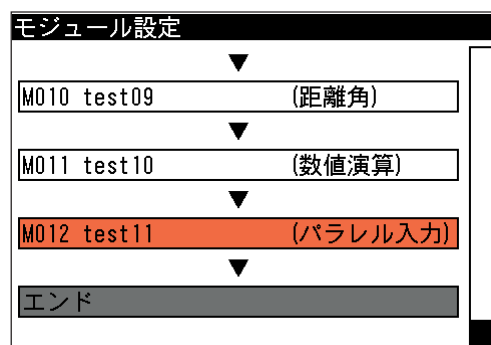 モジュール設定
▼
M010 test09 (距離角)
▼
M011 test10 (数値演算)
▼
M012 test11 (パラレル入力)
▼
エンド